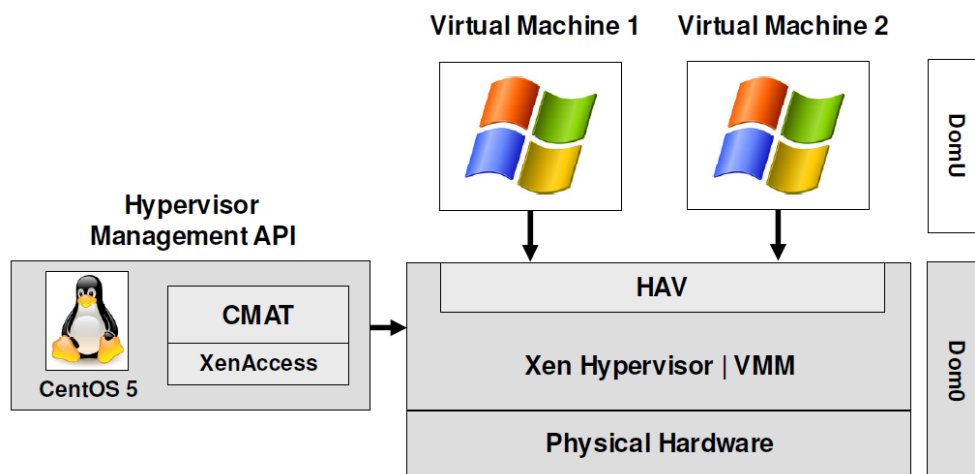 Virtual Machine 1
Virtual Machine 2
DomU
Hypervisor
Management API
HAV
CMAT
XenAccess
CentOS 5
Xen Hypervisor | VMM
Dom0
Physical Hardware